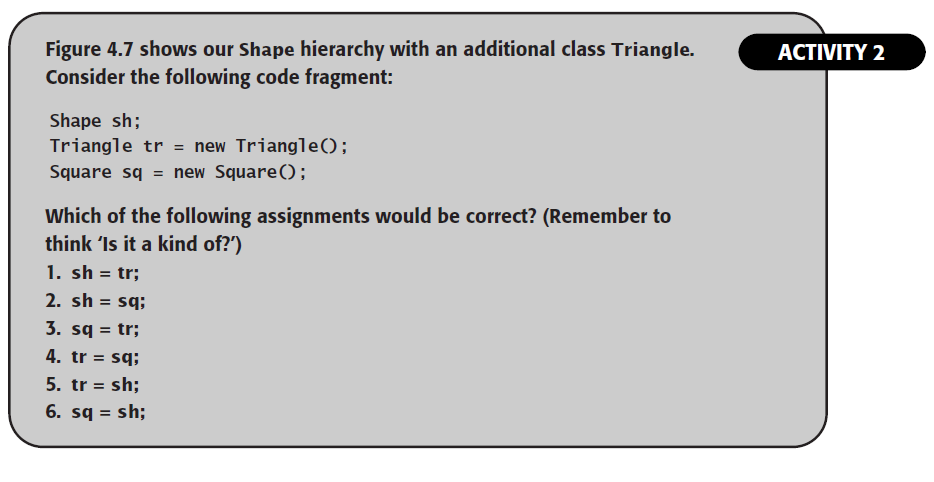 Figure 4.7 shows our Shape hierarchy with an additional class Triangle.
ACTIVITY 2
Consider the following code fragment:
Shape sh;
Triangle tr = new Triangle();
Square sq = new Square();
Which of the following assignments would be correct? (Remember to
think ‘Is it a kind of?’)
1. sh = tr;
2. sh = sq;
3. sq = tr;
4. tr = sq;
5. tr = sh;
6. sq = sh;